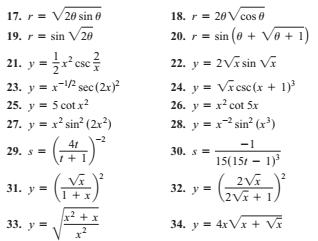 17. r = √(2θ sin θ)
18. r = 2θ√(cos θ)
19. r = sin √(2θ)
20. r = sin (θ + √(θ + 1))
21. y = 1/2 x² csc 2/x
22. y = 2√x sin √x
23. y = x⁻¹/² sec (2x)²
24. y = √x csc (x + 1)³
25. y = 5 cot x²
26. y = x² cot 5x
27. y = x² sin² (2x²)
28. y = x⁻² sin² (x³)
29. s = (4t/(t + 1))⁻²
30. s = −1/(15(15t − 1)³)
31. y = (√x/(1 + x))²
32. y = (2√x/(2√x + 1))²
33. y = √((x² + x)/x²)
34. y = 4x√(x + √x)